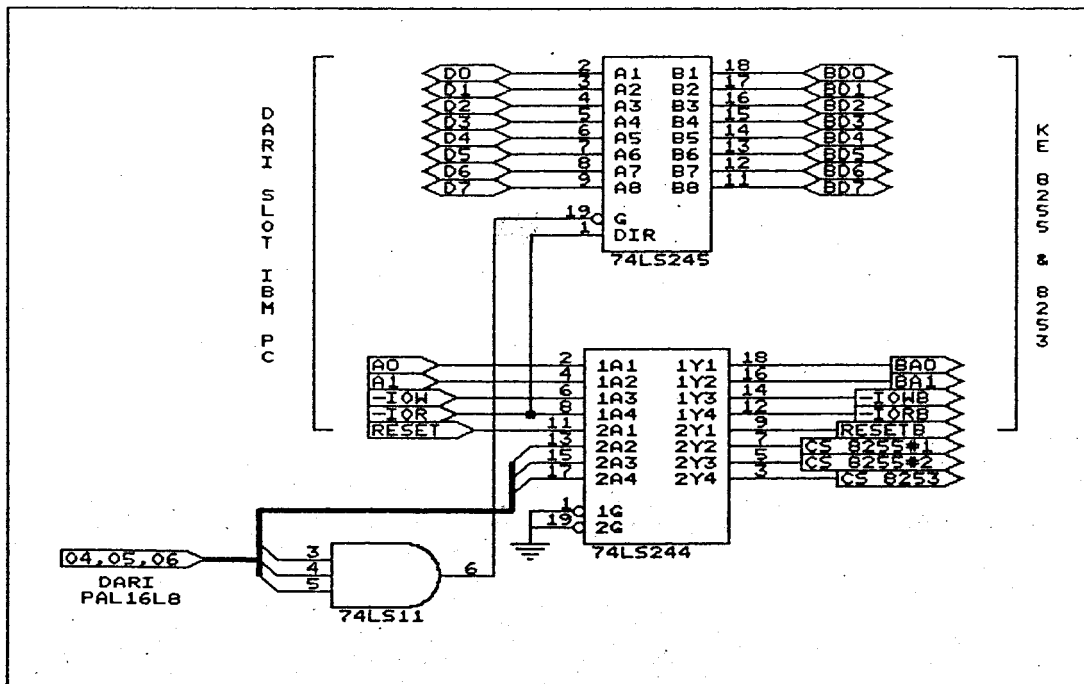 DARI SLOT IBM PC
D0 2 A1 B1 18 BD0
D1 3 A2 B2 17 BD1
D2 4 A3 B3 16 BD2
D3 5 A4 B4 15 BD3
D4 6 A5 B5 14 BD4
D5 7 A6 B6 13 BD5
D6 8 A7 B7 12 BD6
D7 9 A8 B8 11 BD7
19 G
1 DIR
74LS245
KE 8255 & 8253
A0 2 1A1 1Y1 18 BA0
A1 4 1A2 1Y2 16 BA1
-IOW 6 1A3 1Y3 14 -IOWB
-IOR 8 1A4 1Y4 12 -IORB
RESET 11 2A1 2Y1 9 RESETB
13 2A2 2Y2 7 CS 8255#1
15 2A3 2Y3 5 CS 8255#2
17 2A4 2Y4 3 CS 8253
1 1G
19 2G
74LS244
04,05,06
DARI
PAL16L8
3
4
5
6
74LS11